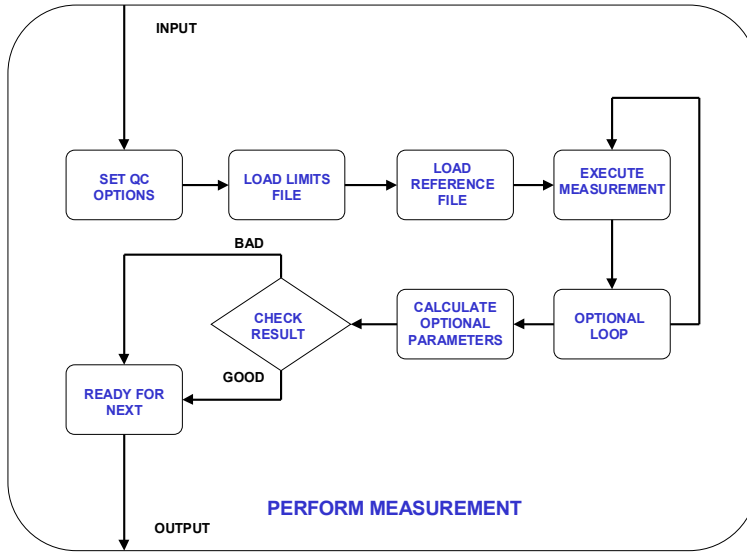 INPUT
SET QC
OPTIONS
LOAD LIMITS
FILE
LOAD
REFERENCE
FILE
EXECUTE
MEASUREMENT
BAD
CHECK
RESULT
CALCULATE
OPTIONAL
PARAMETERS
OPTIONAL
LOOP
GOOD
READY FOR
NEXT
PERFORM MEASUREMENT
OUTPUT